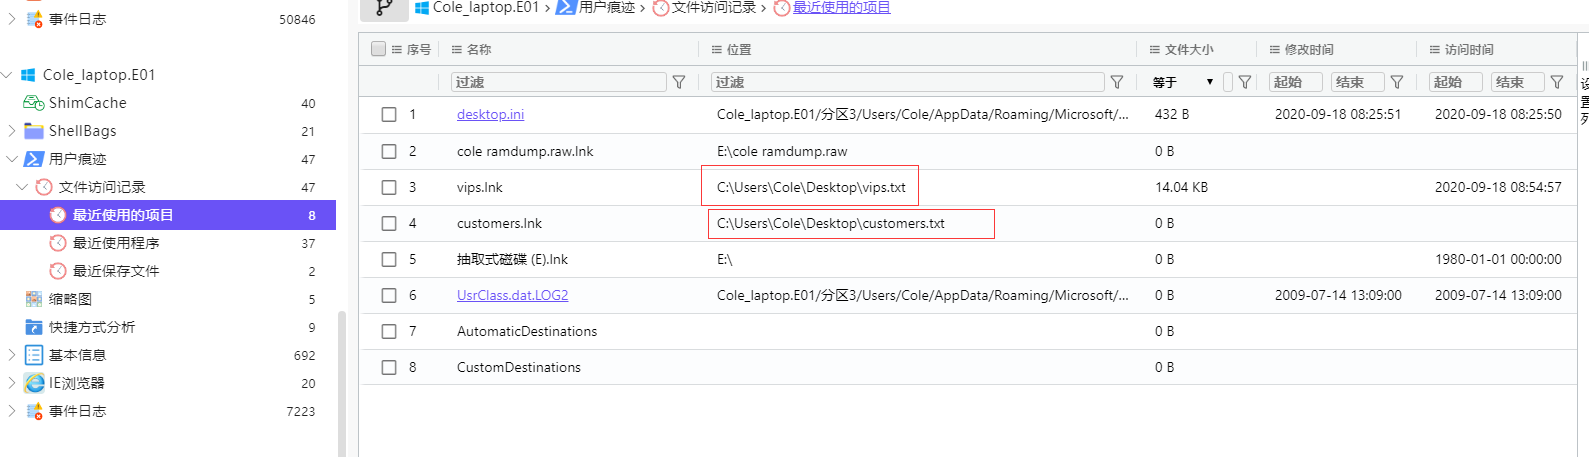 事件日志 50846
Cole_laptop.E01
ShimCache 40
ShellBags 21
用户痕迹 47
文件访问记录 47
最近使用的项目 8
最近使用程序 37
最近保存文件 2
缩略图 5
快捷方式分析 9
基本信息 692
IE浏览器 20
事件日志 7223
Cole_laptop.E01 > 用户痕迹 > 文件访问记录 > 最近使用的项目
序号 名称 位置 文件大小 修改时间 访问时间
过滤 过滤 等于 起始 结束 起始 结束
1 desktop.ini Cole_laptop.E01/分区3/Users/Cole/AppData/Roaming/Microsoft/... 432 B 2020-09-18 08:25:51 2020-09-18 08:25:50
2 cole ramdump.raw.lnk E:\cole ramdump.raw 0 B
3 vips.lnk C:\Users\Cole\Desktop\vips.txt 14.04 KB 2020-09-18 08:54:57
4 customers.lnk C:\Users\Cole\Desktop\customers.txt 0 B
5 抽取式磁碟 (E).lnk E:\ 0 B 1980-01-01 00:00:00
6 UsrClass.dat.LOG2 Cole_laptop.E01/分区3/Users/Cole/AppData/Roaming/Microsoft/... 0 B 2009-07-14 13:09:00 2009-07-14 13:09:00
7 AutomaticDestinations 0 B
8 CustomDestinations 0 B
设
置
列